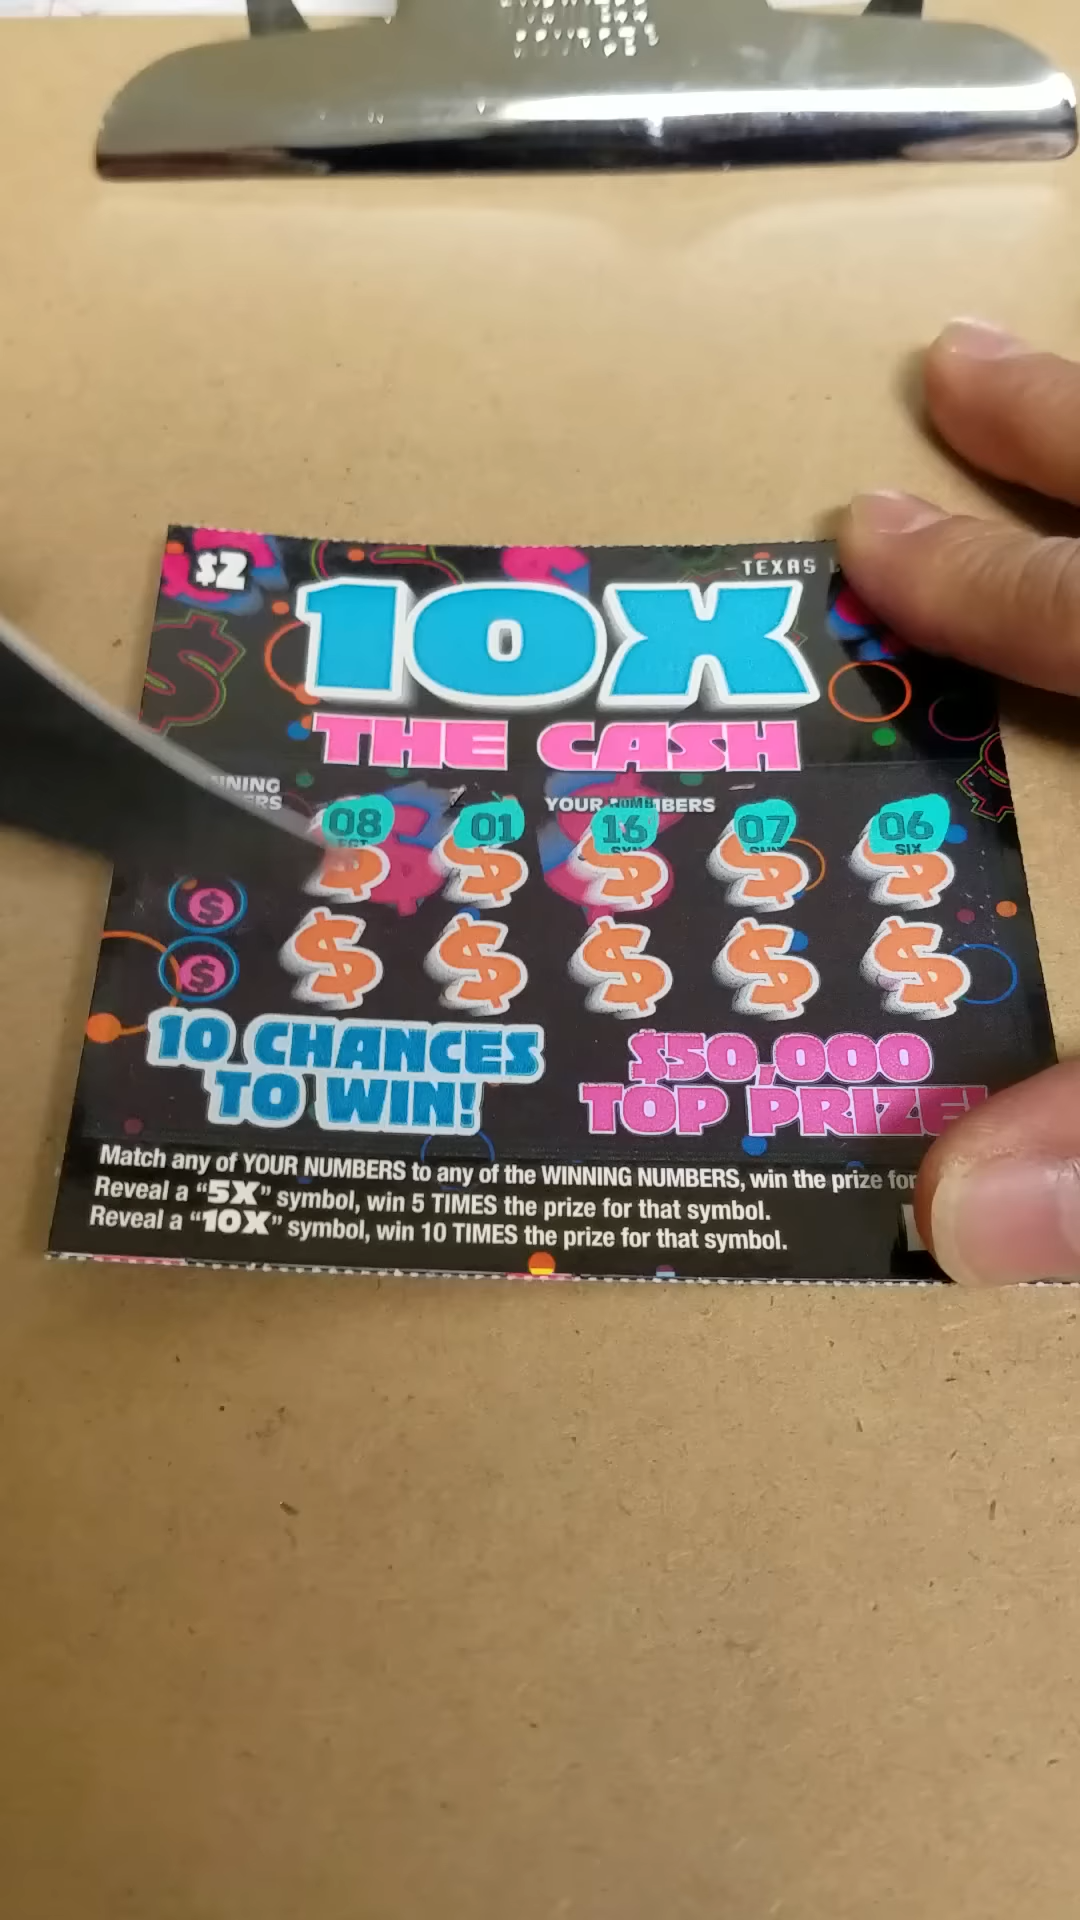 $2
TEXAS
10X
THE CASH
YOUR NUMBERS
08
01
16
07
06
SIX
10 CHANCES
TO WIN!
$50,000
TOP PRIZE!
Match any of YOUR NUMBERS to any of the WINNING NUMBERS, win the prize for
Reveal a “5X” symbol, win 5 TIMES the prize for that symbol.
Reveal a “10X” symbol, win 10 TIMES the prize for that symbol.